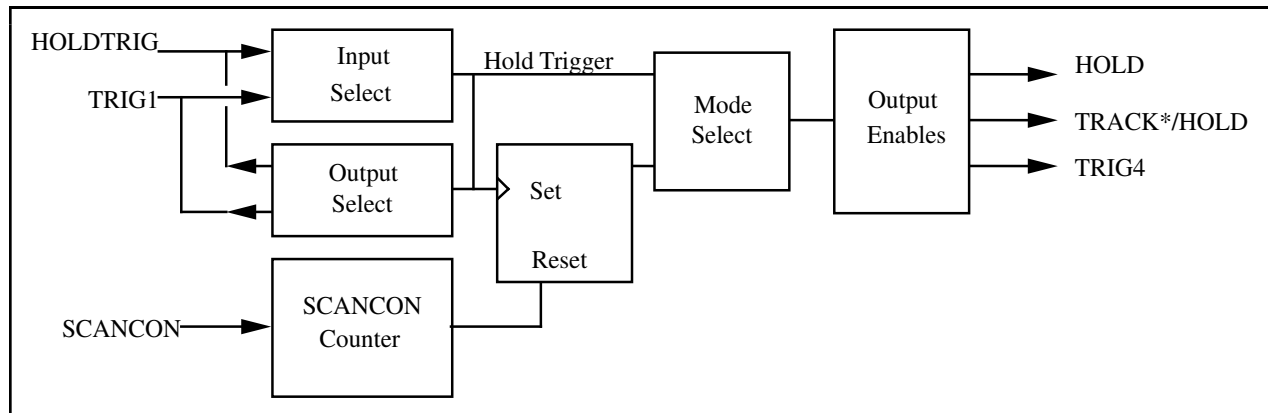 HOLDTRIG
TRIG1
Input
Select
Hold Trigger
Output
Select
Set
Reset
SCANCON
SCANCON
Counter
Mode
Select
Output
Enables
HOLD
TRACK*/HOLD
TRIG4